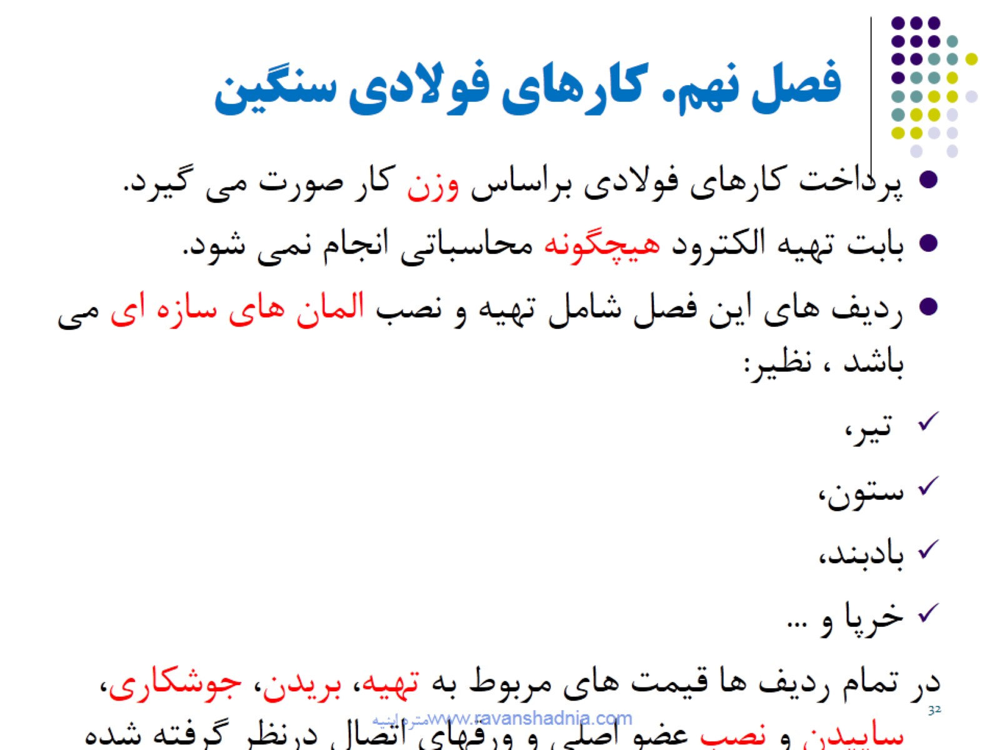 فصل نهم. کارهای فولادی سنگین
پرداخت کارهای فولادی براساس وزن کار صورت می گیرد.
بابت تهیه الکترود هیچگونه محاسباتی انجام نمی شود.
ردیف های این فصل شامل تهیه و نصب المان های سازه ای می
باشد ، نظیر:
تیر،
ستون،
بادبند،
خرپا و ...
در تمام ردیف ها قیمت های مربوط به تهیه، بریدن، جوشکاری،
ساییدن و نصب عضو اصلی و ورقهای اتصال درنظر گرفته شده
متره ابنیه www.ravanshadnia.com
32